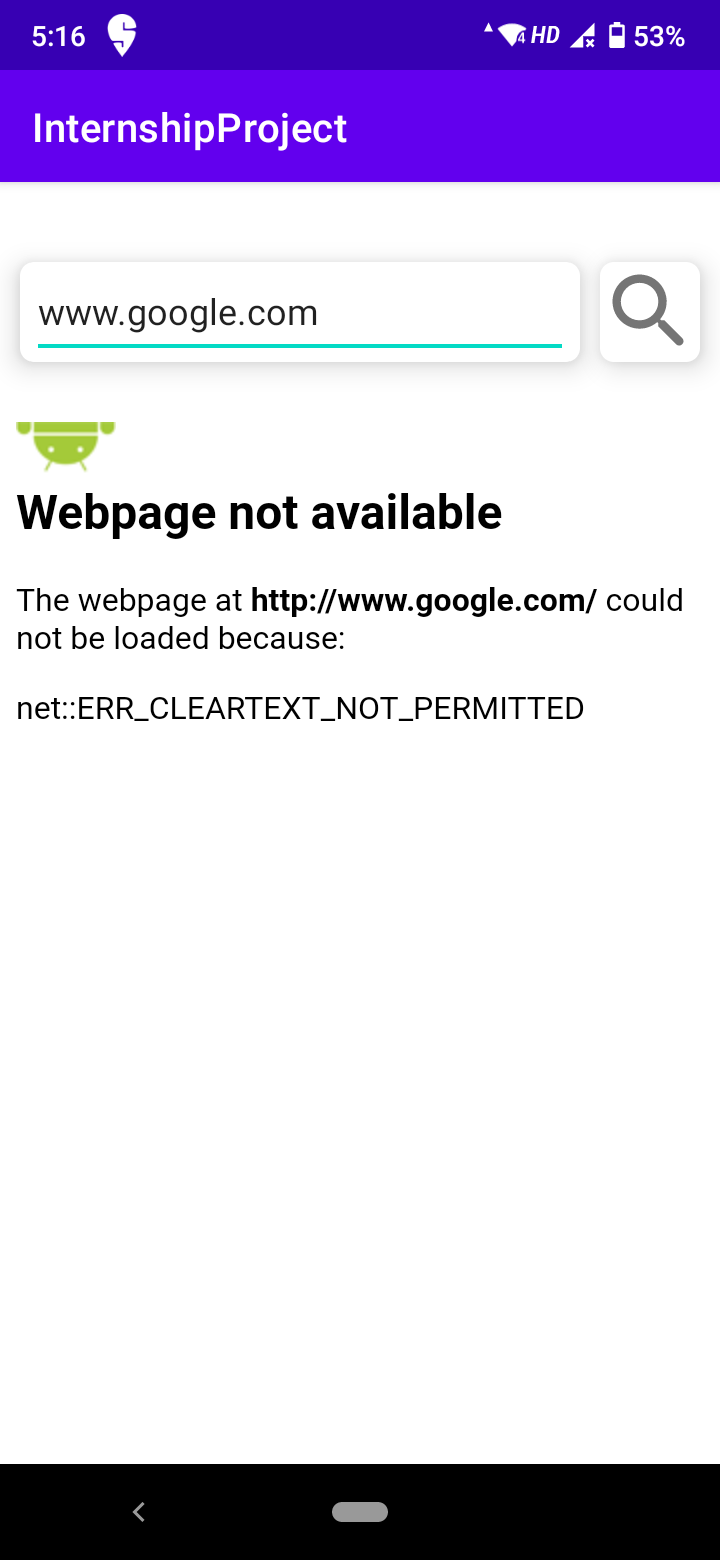 5:16 4 HD 53%
InternshipProject
www.google.com
Webpage not available
The webpage at http://www.google.com/ could
not be loaded because:
net::ERR_CLEARTEXT_NOT_PERMITTED